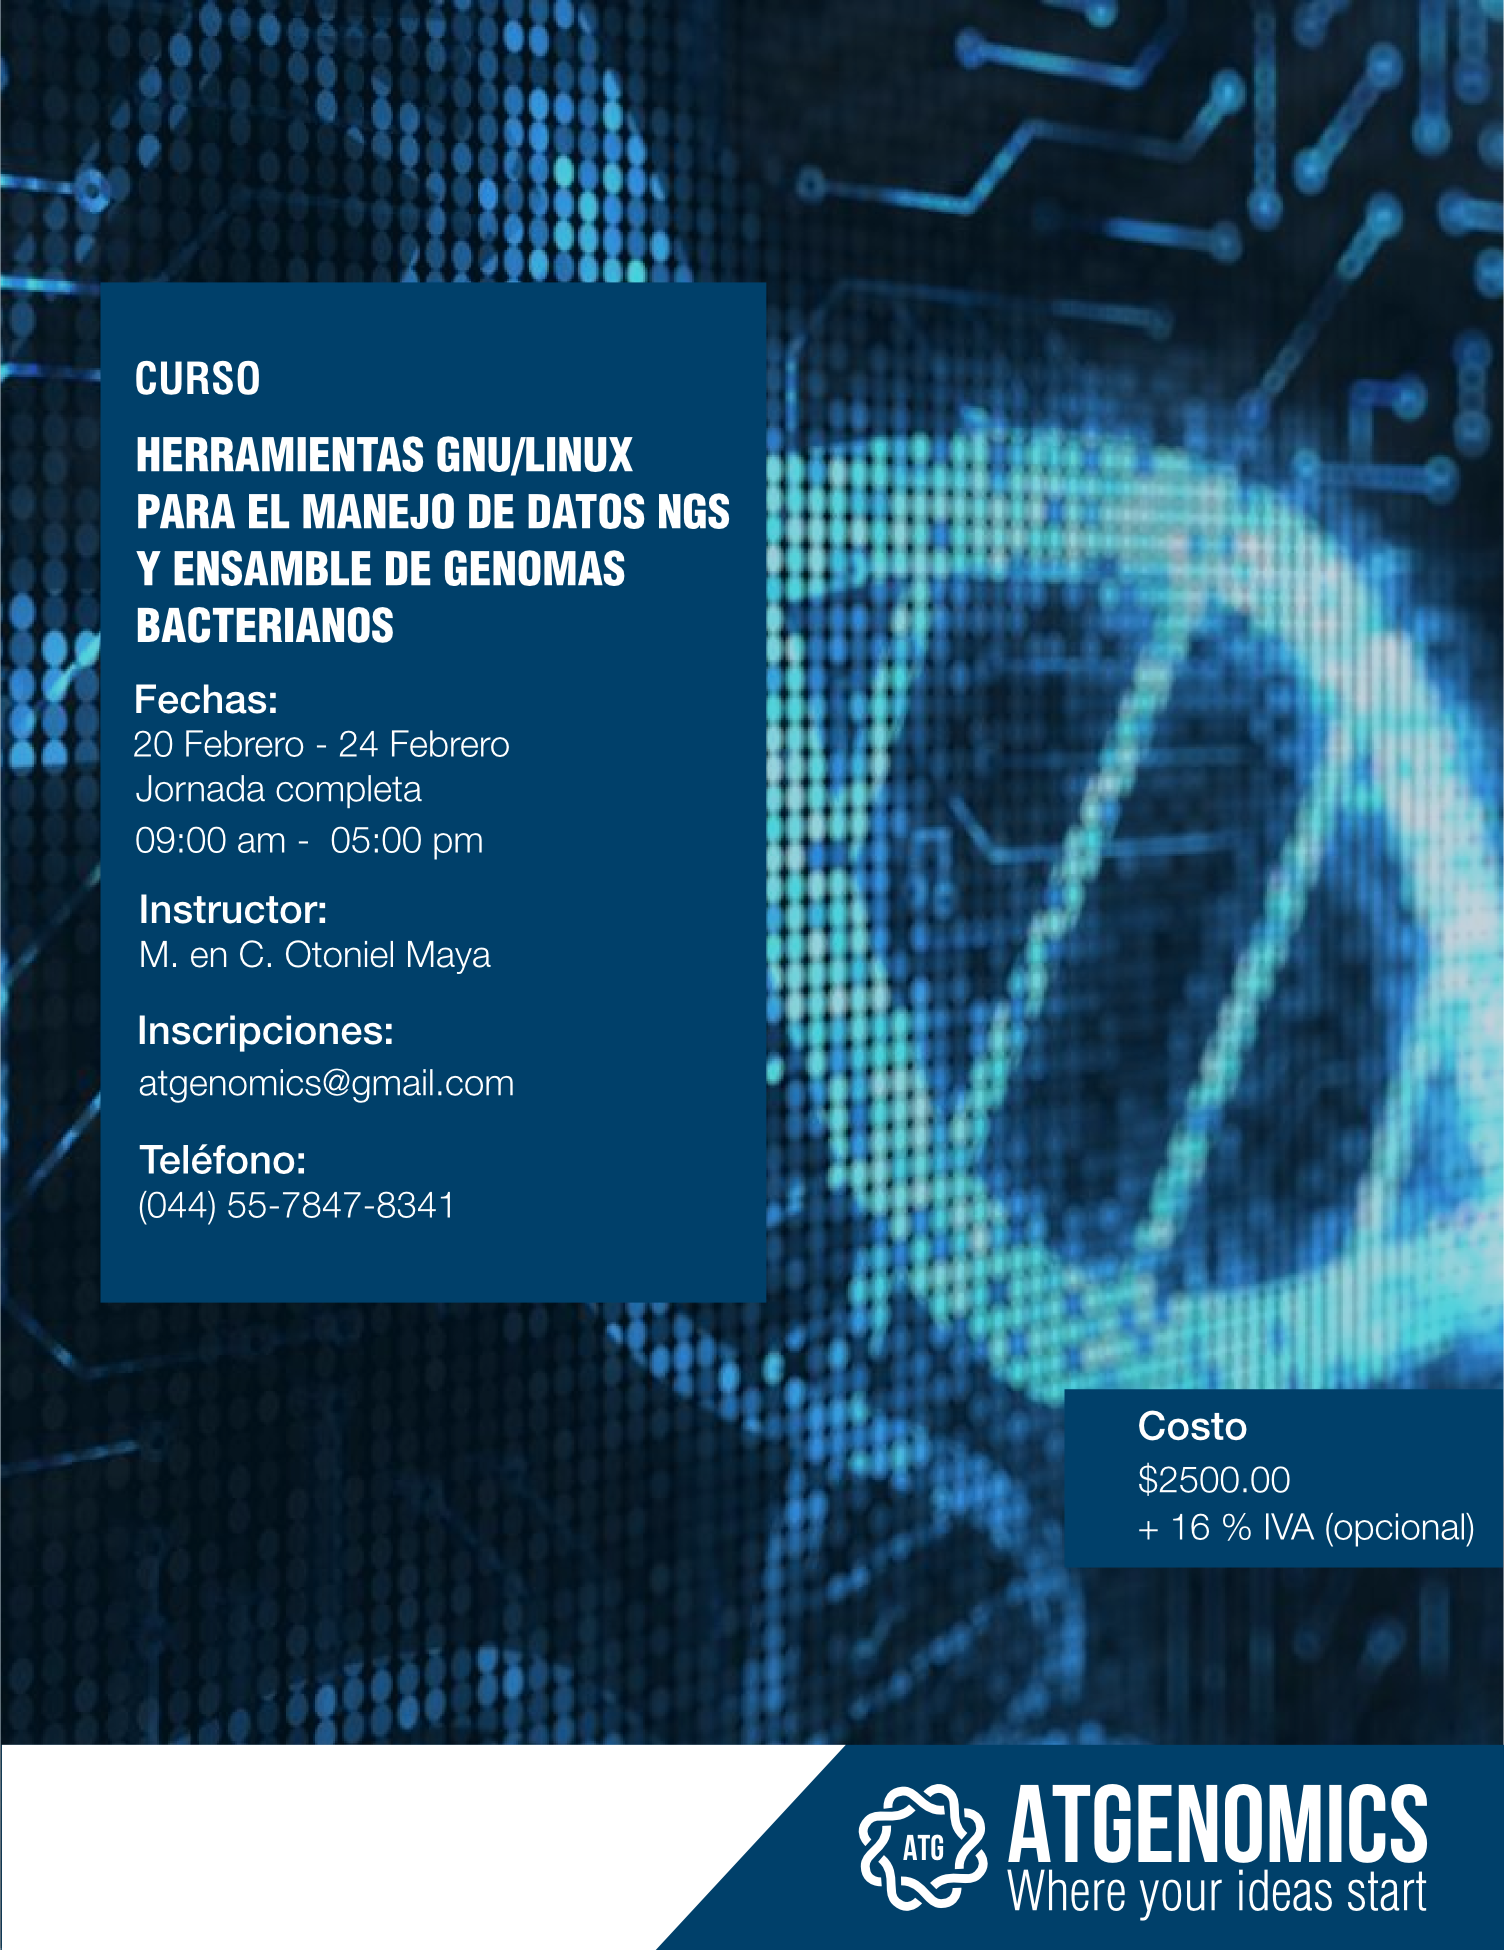 CURSO
HERRAMIENTAS GNU/LINUX
PARA EL MANEJO DE DATOS NGS
Y ENSAMBLE DE GENOMAS
BACTERIANOS
Fechas:
20 Febrero - 24 Febrero
Jornada completa
09:00 am -  05:00 pm
Instructor:
M. en C. Otoniel Maya
Inscripciones:
atgenomics@gmail.com
Teléfono:
(044) 55-7847-8341
Costo
$2500.00
+ 16 % IVA (opcional)
ATG
ATGENOMICS
Where your ideas start